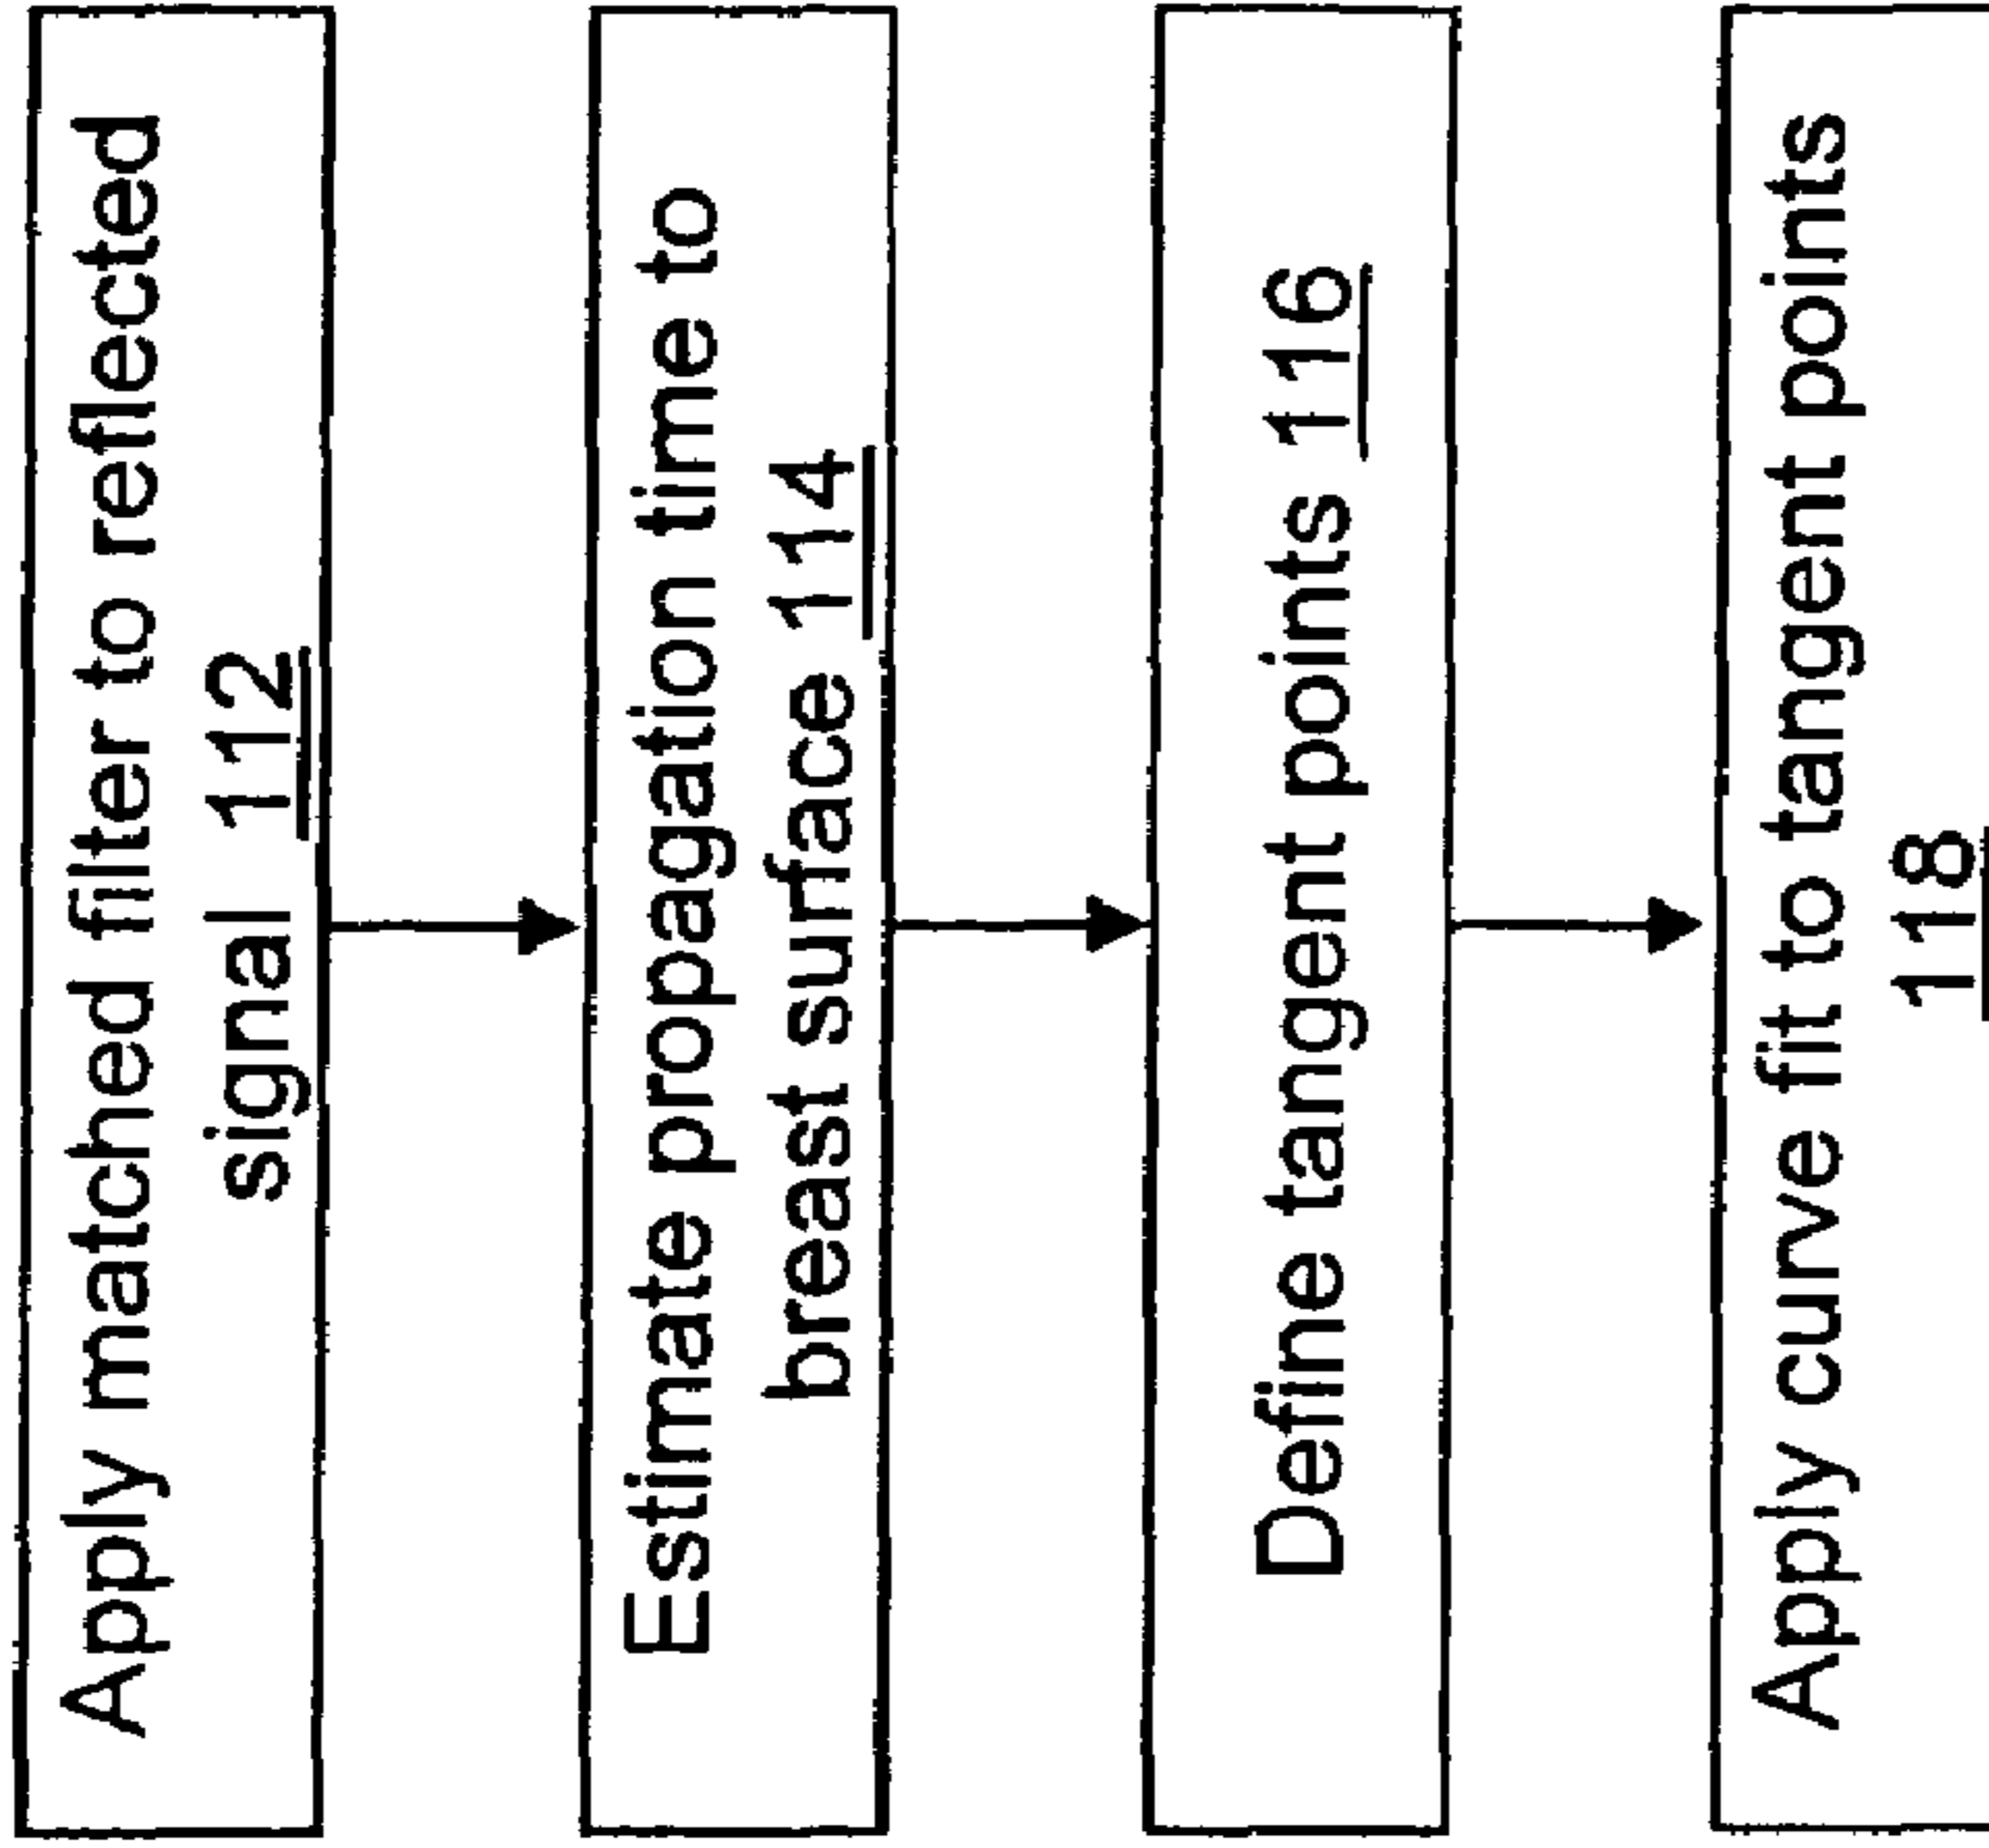 Apply matched filter to reflected
signal 112
Estimate propagation time to
breast surface 114
Define tangent points 116
Apply curve fit to tangent points
118